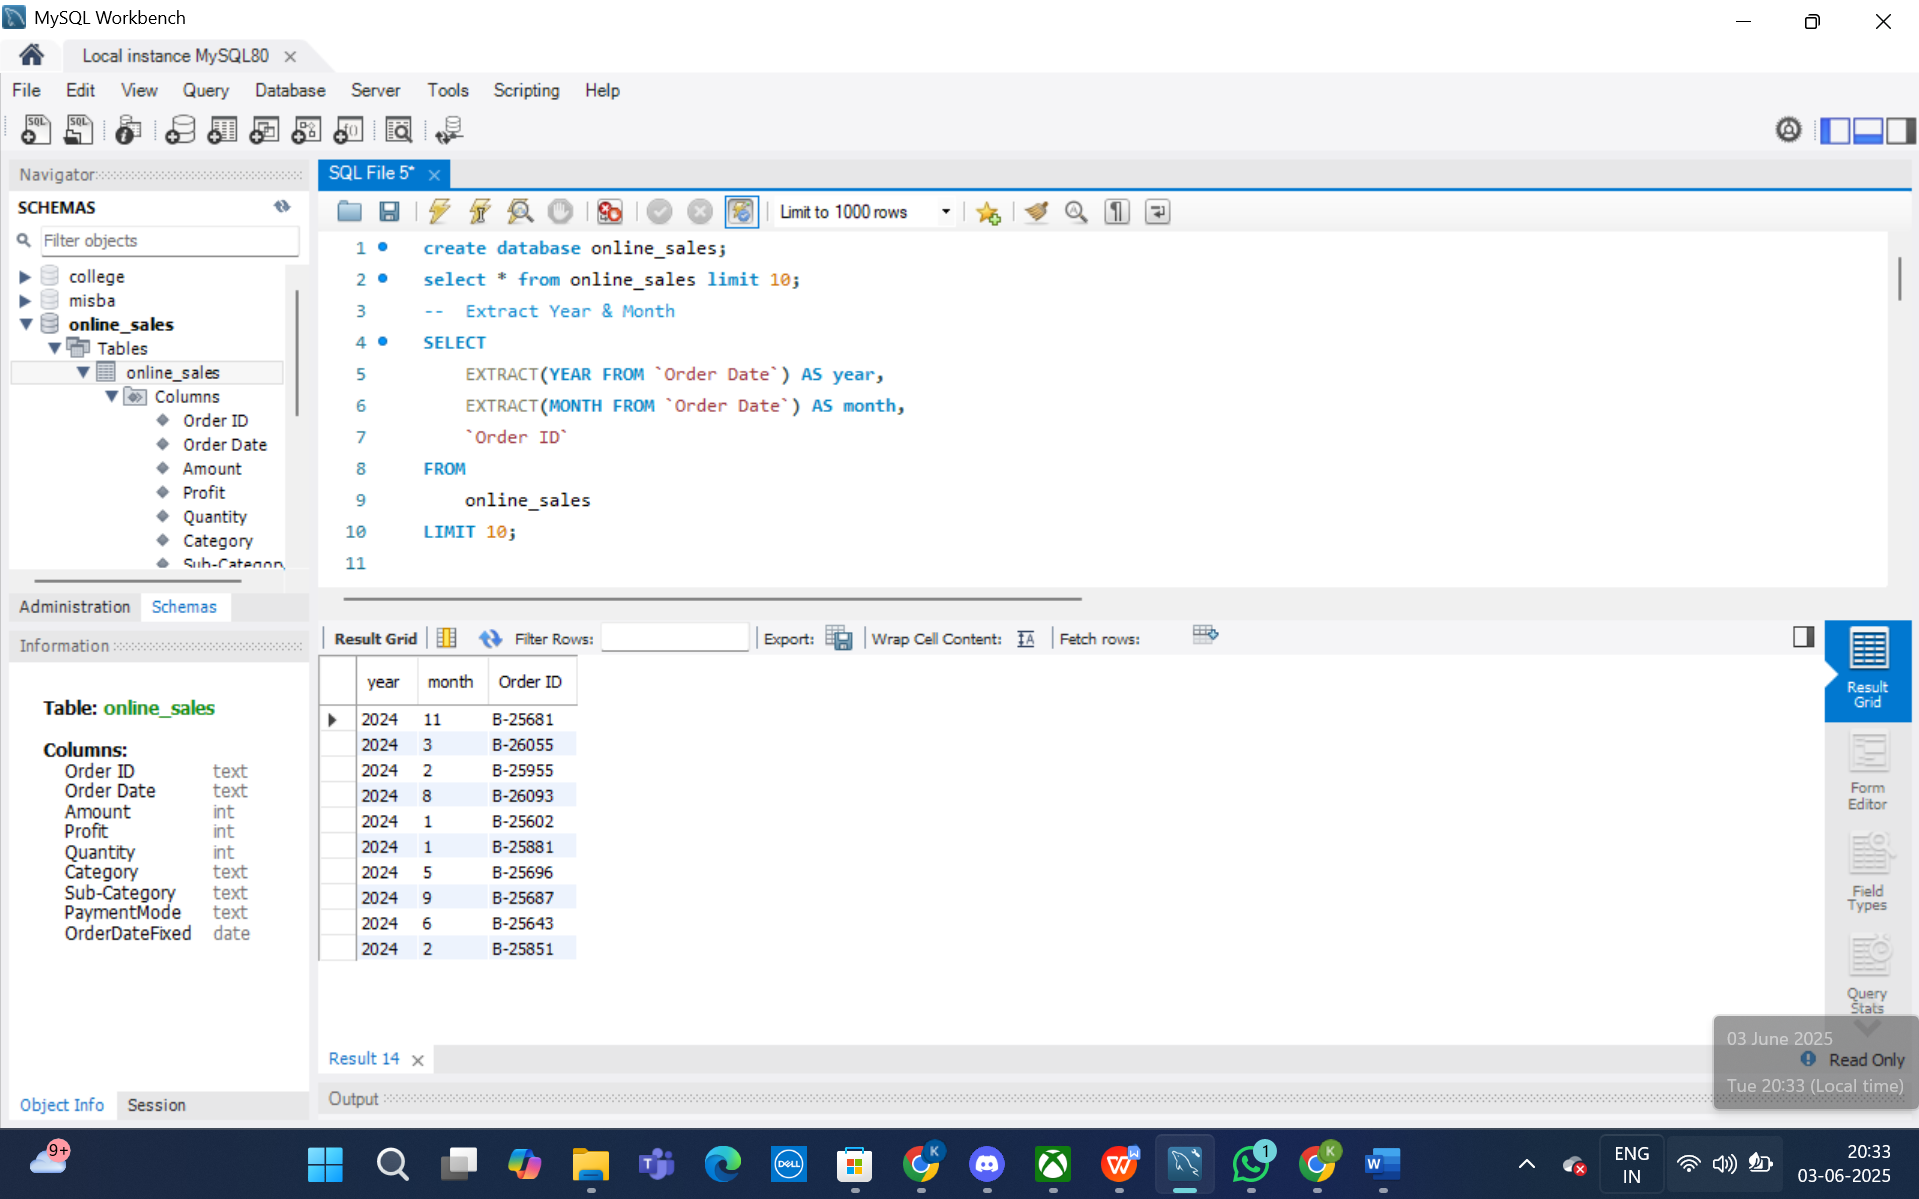 MySQL Workbench
Local instance MySQL80
File Edit View Query Database Server Tools Scripting Help
Navigator
SCHEMAS
Filter objects
college
misba
online_sales
Tables
online_sales
Columns
Order ID
Order Date
Amount
Profit
Quantity
Category
Sub-Category
Administration Schemas
Information
Table: online_sales
Columns:
Order ID text
Order Date text
Amount int
Profit int
Quantity int
Category text
Sub-Category text
PaymentMode text
OrderDateFixed date
Object Info Session
SQL File 5*
Limit to 1000 rows
1 create database online_sales;
2 select * from online_sales limit 10;
3 -- Extract Year & Month
4 SELECT
5 EXTRACT(YEAR FROM `Order Date`) AS year,
6 EXTRACT(MONTH FROM `Order Date`) AS month,
7 `Order ID`
8 FROM
9 online_sales
10 LIMIT 10;
11
Result Grid Filter Rows: Export: Wrap Cell Content: Fetch rows:
year month Order ID
2024 11 B-25681
2024 3 B-26055
2024 2 B-25955
2024 8 B-26093
2024 1 B-25602
2024 1 B-25881
2024 5 B-25696
2024 9 B-25687
2024 6 B-25643
2024 2 B-25851
Result
Grid
Form
Editor
Field
Types
Query
Stats
Result 14
Read Only
Output
03 June 2025
Tue 20:33 (Local time)
9+
DELL
K
1
K
ENG
IN
20:33
03-06-2025